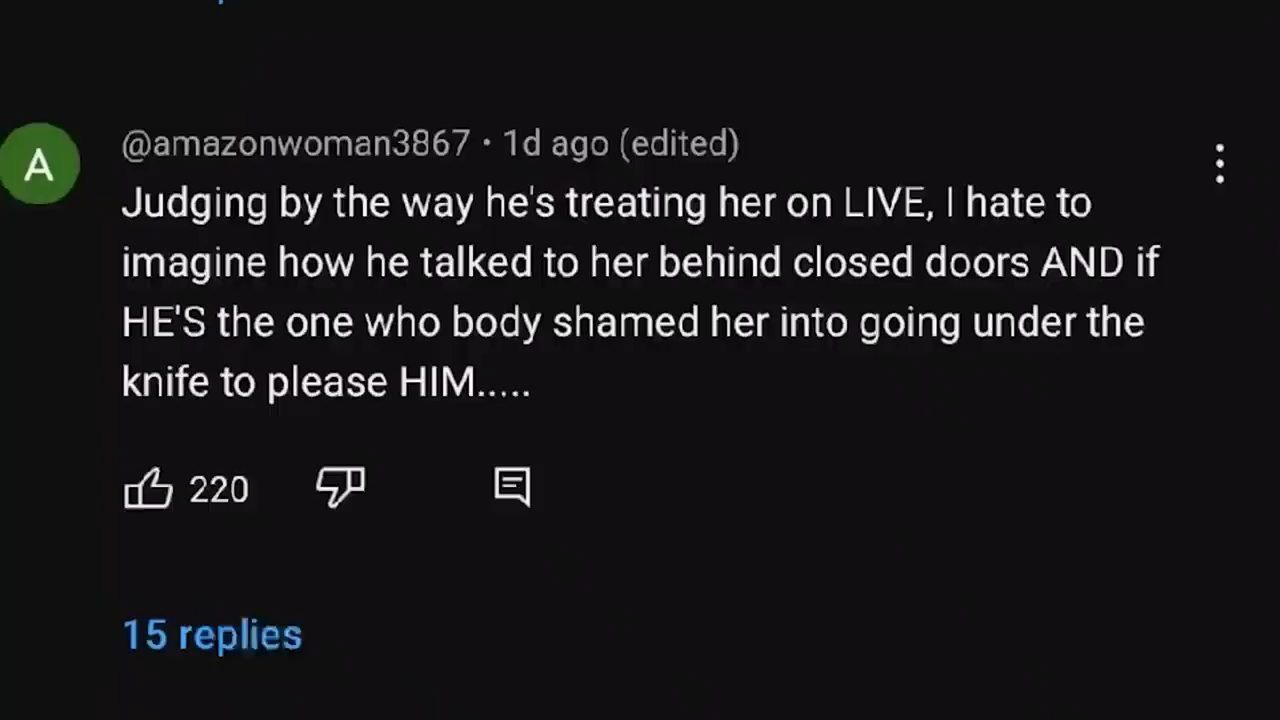 A
@amazonwoman3867 • 1d ago (edited)
Judging by the way he's treating her on LIVE, I hate to
imagine how he talked to her behind closed doors AND if
HE'S the one who body shamed her into going under the
knife to please HIM.....
220
15 replies